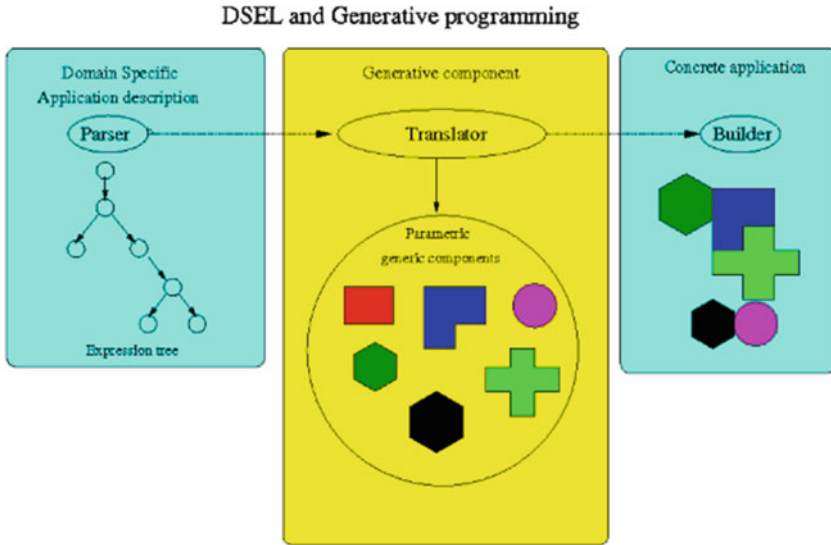 DSEL and Generative programming
Domain Specific
Application description
Parser
Expression tree
Generative component
Translator
Parametric
generic components
Concrete application
Builder